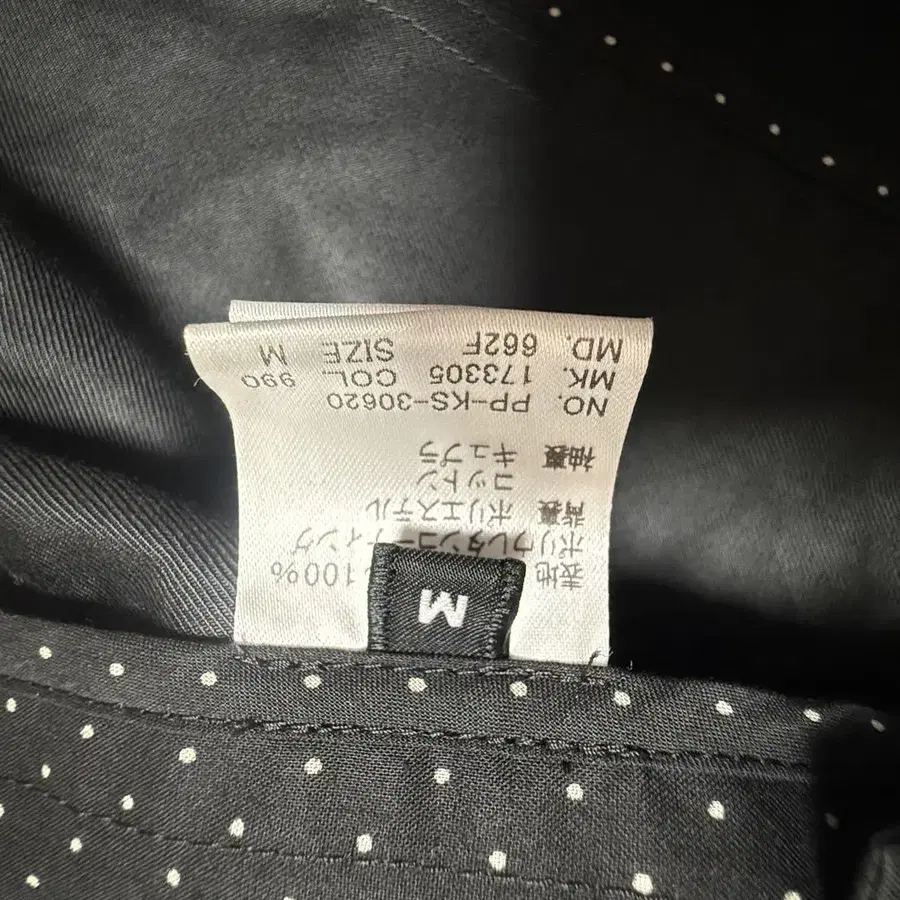 M
表地 100%
ポリウレタンコーティング
背裏 ポリエステル
コットン
袖裏 キュプラ
NO. PP-KS-30620
MK. 173305 COL. 990
MD. 662F SIZE M